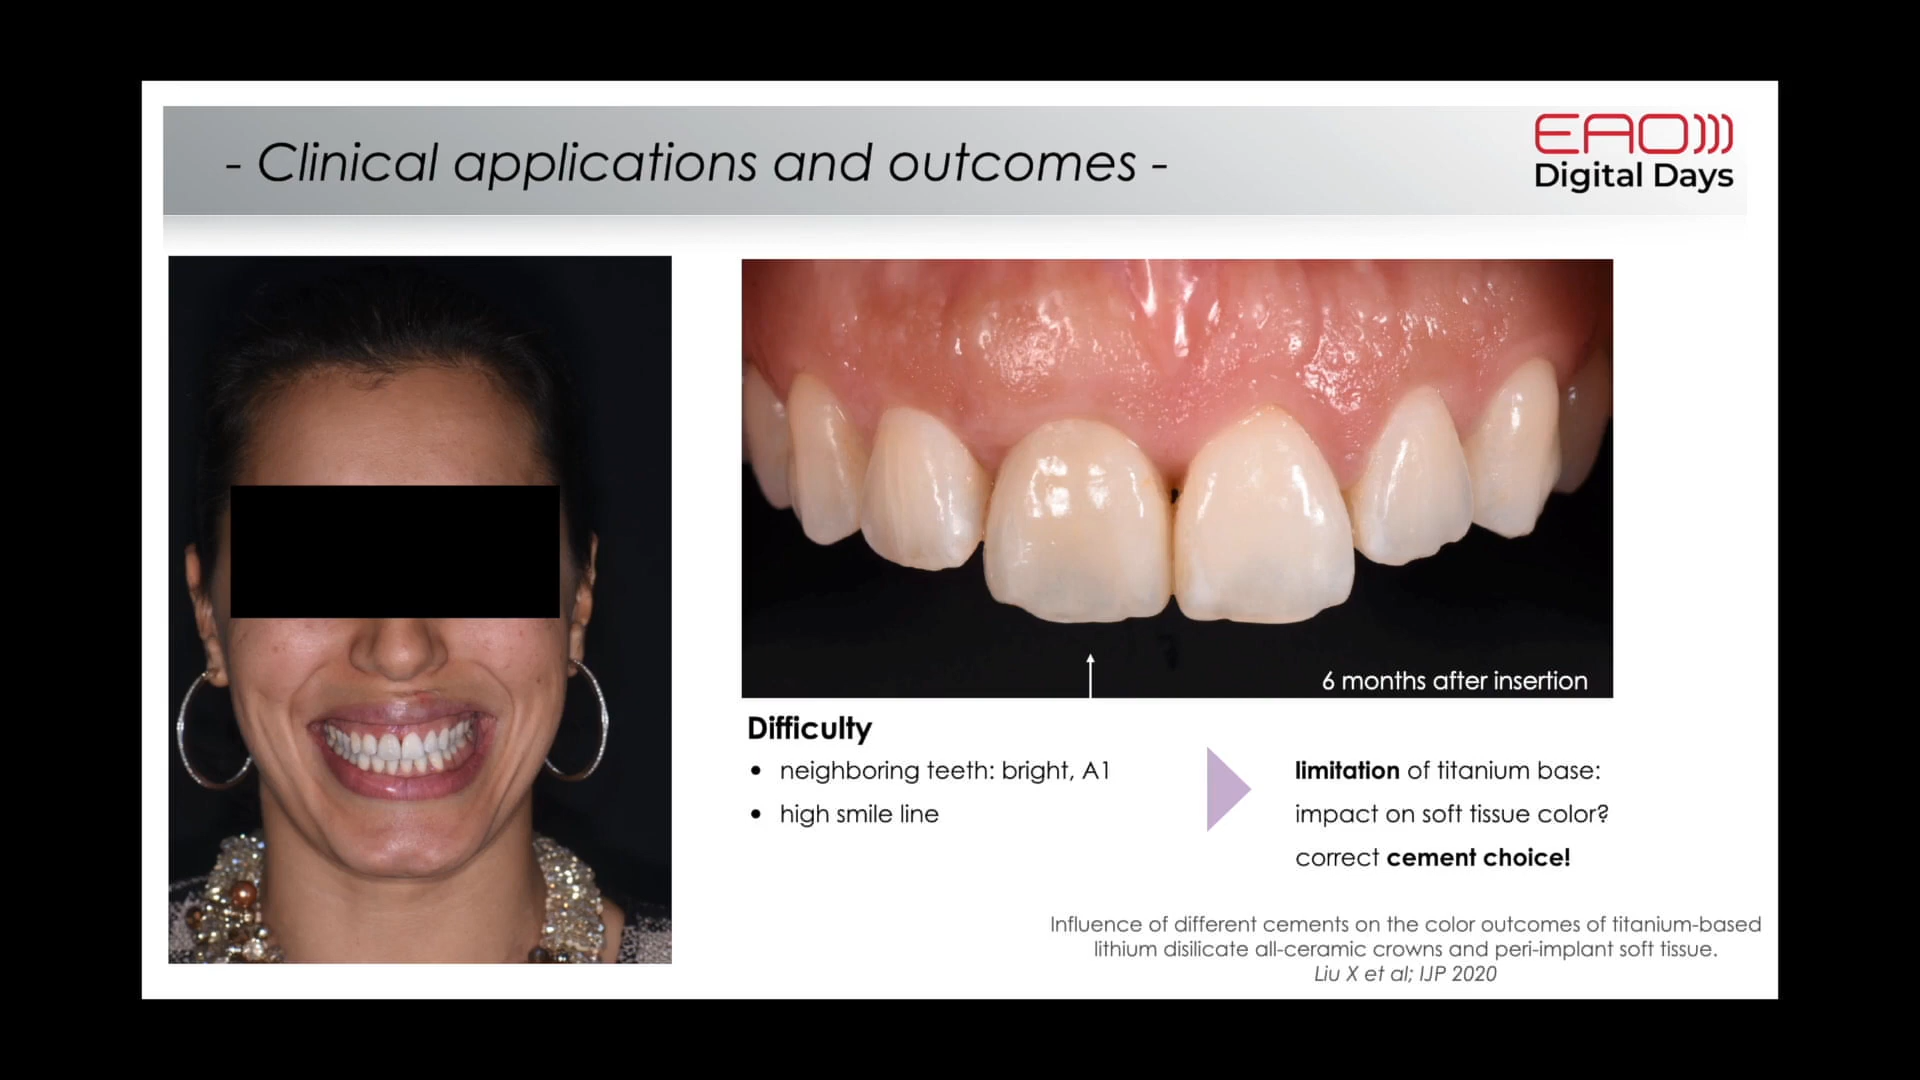 - Clinical applications and outcomes -
EAO)))
Digital Days
6 months after insertion
Difficulty
• neighboring teeth: bright, A1
• high smile line
limitation of titanium base:
impact on soft tissue color?
correct cement choice!
Influence of different cements on the color outcomes of titanium-based
lithium disilicate all-ceramic crowns and peri-implant soft tissue.
Liu X et al; IJP 2020